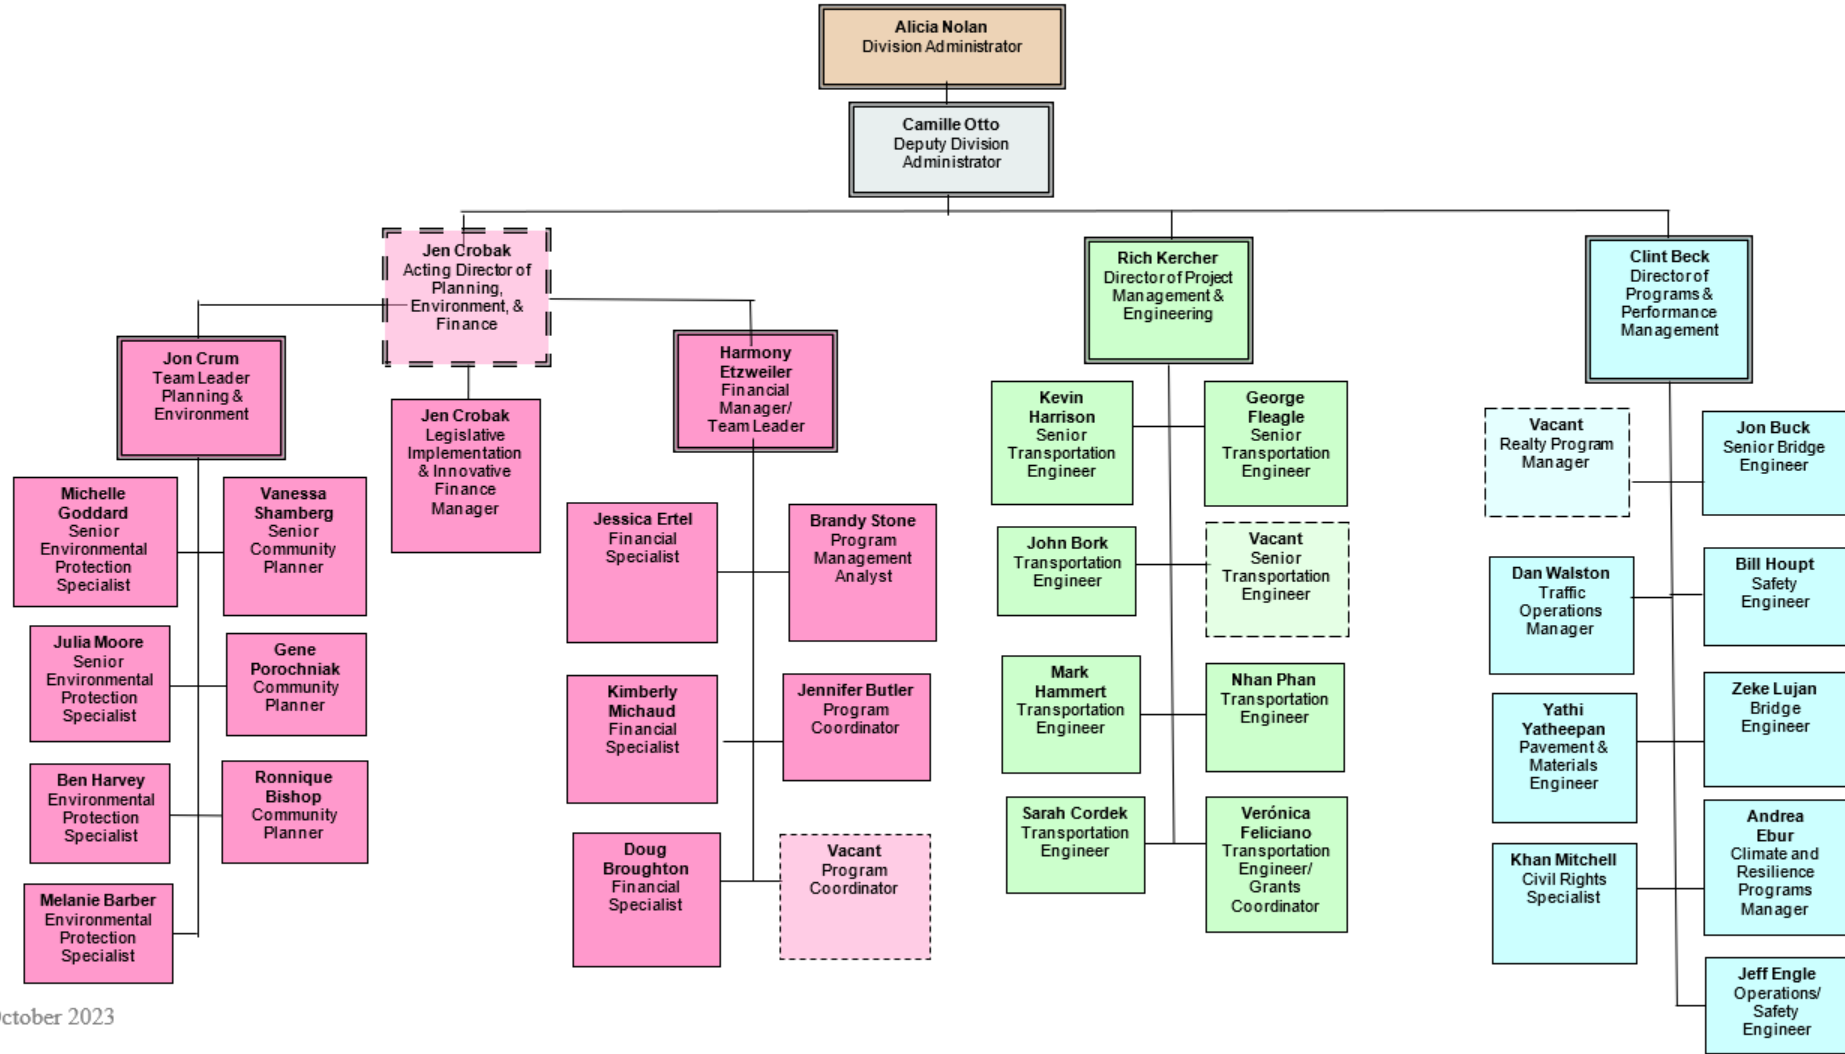 Alicia Nolan
Division Administrator
Camille Otto
Deputy Division
Administrator
Jen Crobak
Acting Director of
Planning,
Environment, &
Finance
Rich Kercher
Director of Project
Management &
Engineering
Clint Beck
Director of
Programs &
Performance
Management
Jon Crum
Team Leader
Planning &
Environment
Jen Crobak
Legislative
Implementation
& Innovative
Finance
Manager
Harmony
Etzweiler
Financial
Manager/
Team Leader
Michelle
Goddard
Senior
Environmental
Protection
Specialist
Vanessa
Shamberg
Senior
Community
Planner
Julia Moore
Senior
Environmental
Protection
Specialist
Gene
Porochniak
Community
Planner
Ben Harvey
Environmental
Protection
Specialist
Ronnique
Bishop
Community
Planner
Melanie Barber
Environmental
Protection
Specialist
Jessica Ertel
Financial
Specialist
Brandy Stone
Program
Management
Analyst
Kimberly
Michaud
Financial
Specialist
Jennifer Butler
Program
Coordinator
Doug
Broughton
Financial
Specialist
Vacant
Program
Coordinator
Kevin
Harrison
Senior
Transportation
Engineer
George
Fleagle
Senior
Transportation
Engineer
John Bork
Transportation
Engineer
Vacant
Senior
Transportation
Engineer
Mark
Hammert
Transportation
Engineer
Nhan Phan
Transportation
Engineer
Sarah Cordek
Transportation
Engineer
Verónica
Feliciano
Transportation
Engineer/
Grants
Coordinator
Vacant
Realty Program
Manager
Jon Buck
Senior Bridge
Engineer
Dan Walston
Traffic
Operations
Manager
Bill Houpt
Safety
Engineer
Yathi
Yatheepan
Pavement &
Materials
Engineer
Zeke Lujan
Bridge
Engineer
Khan Mitchell
Civil Rights
Specialist
Andrea
Ebur
Climate and
Resilience
Programs
Manager
Jeff Engle
Operations/
Safety
Engineer
ctober 2023